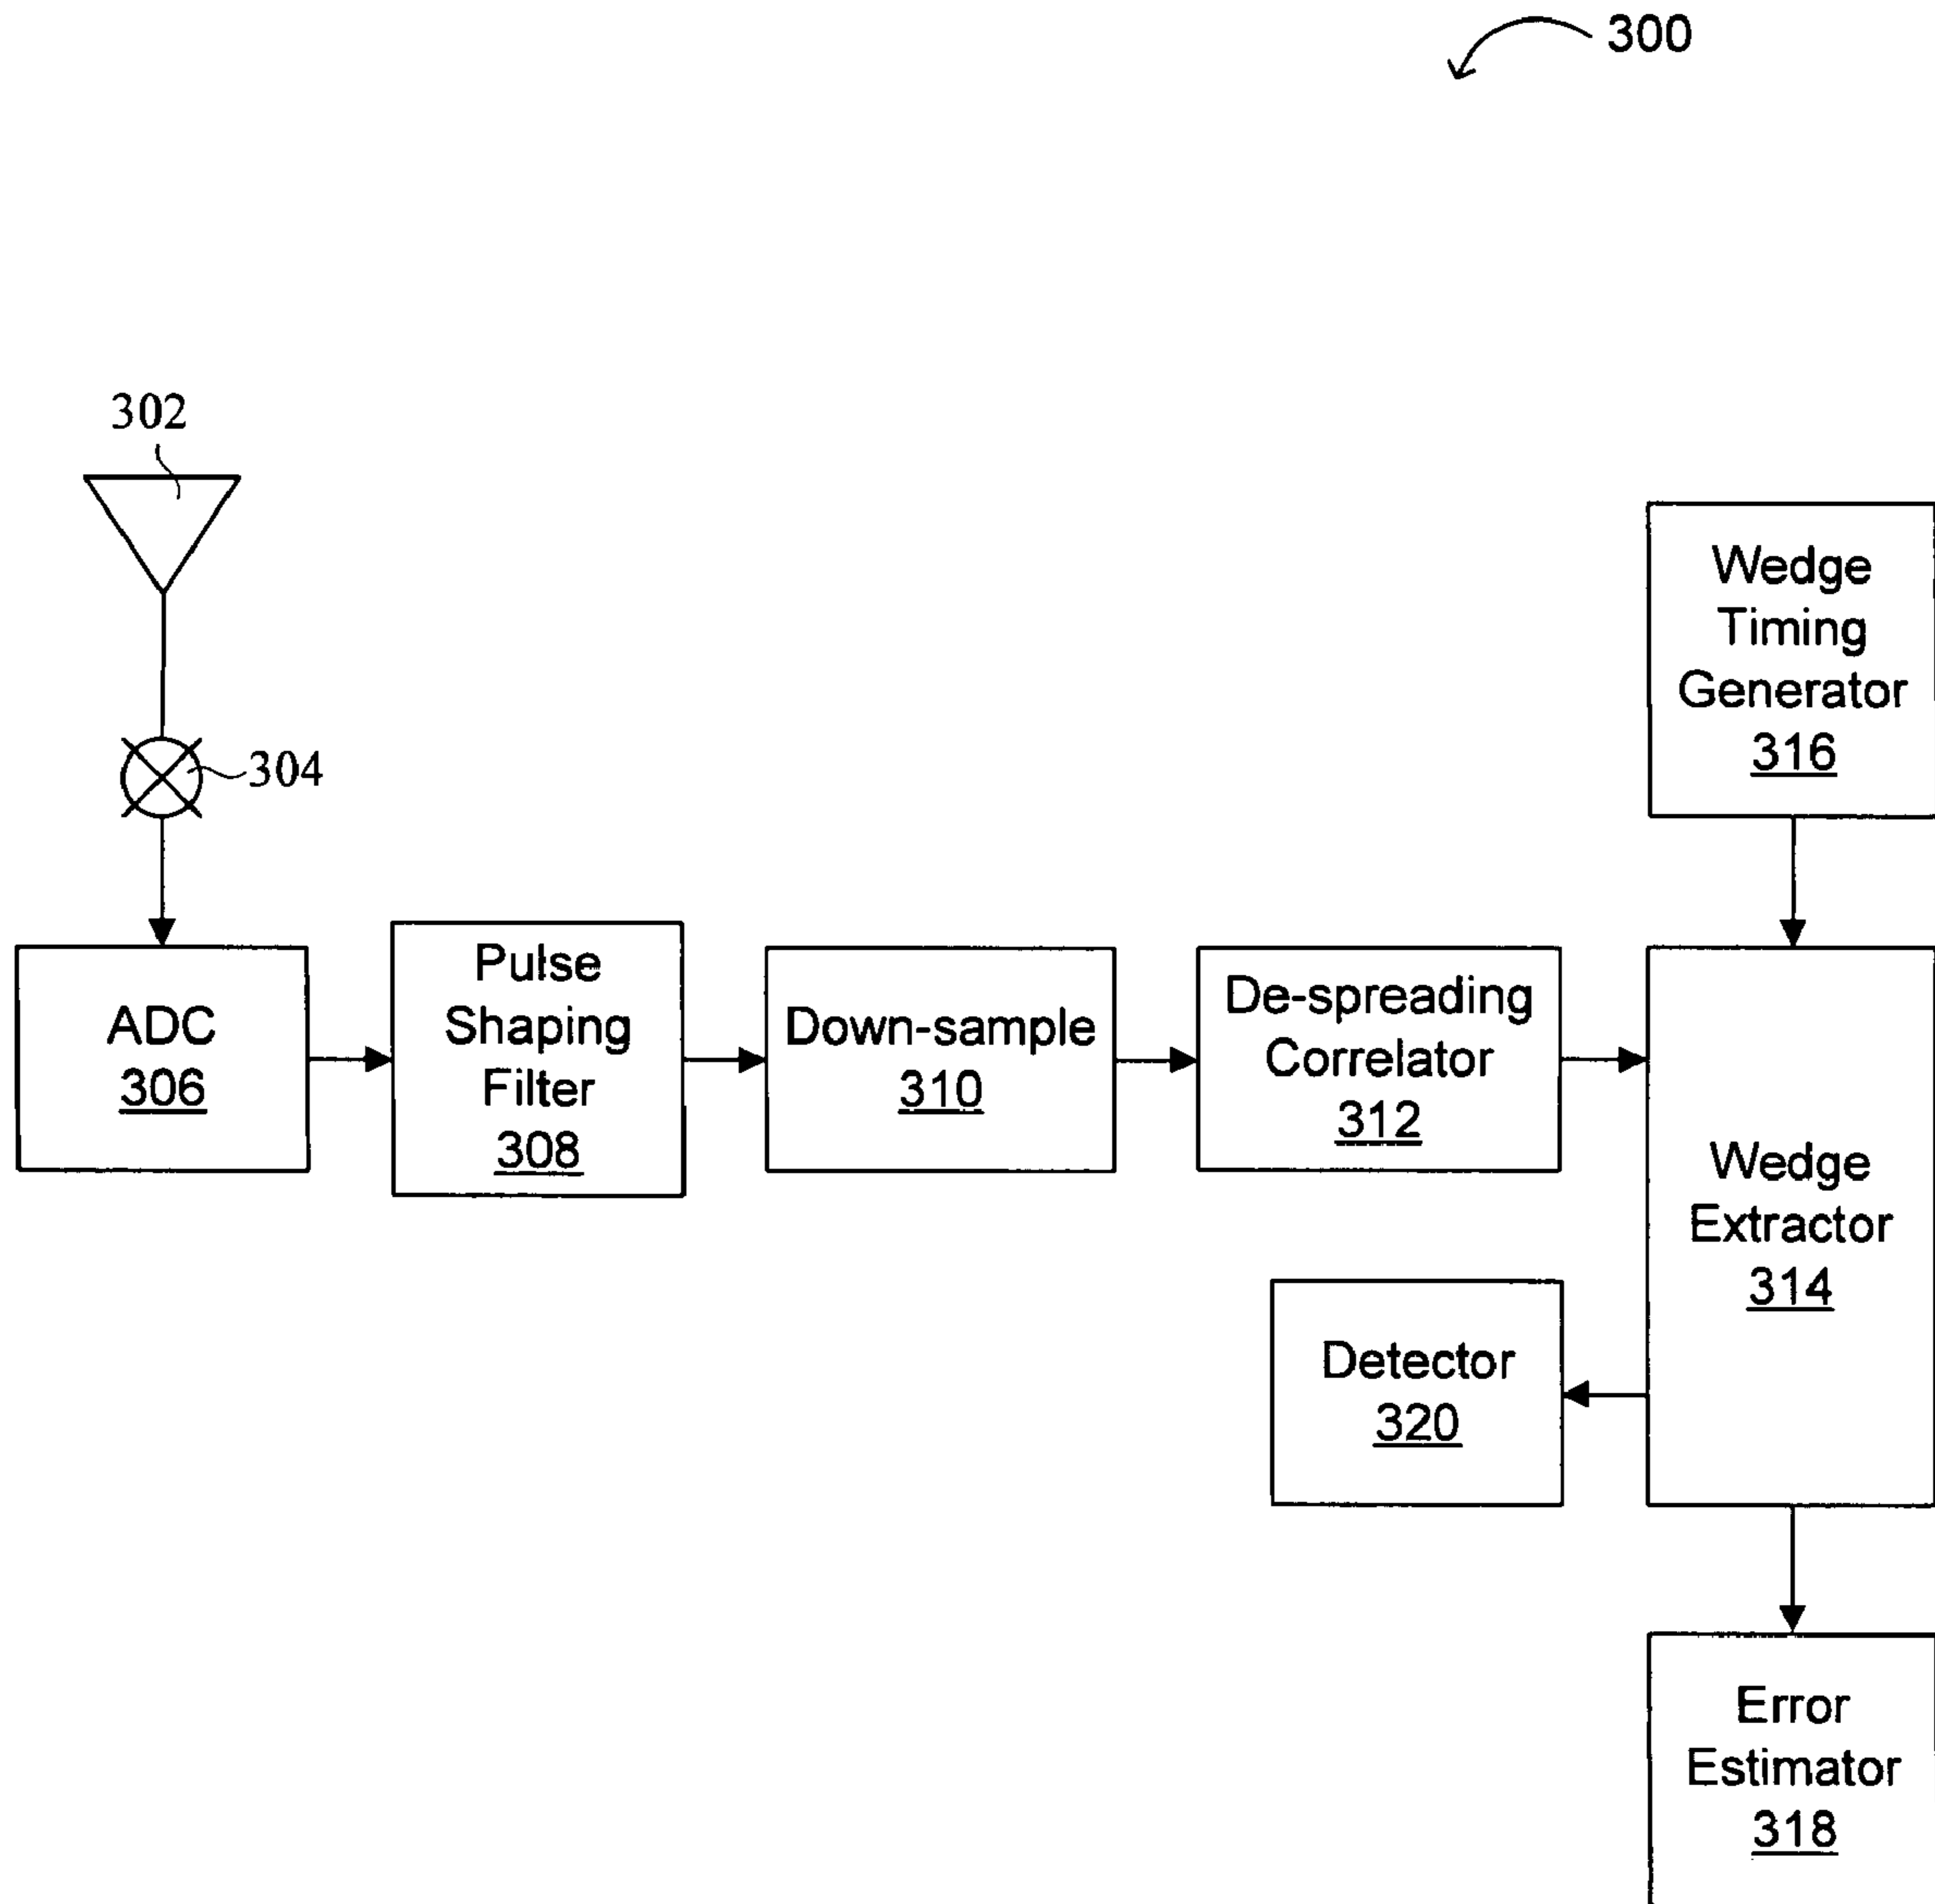 300
302
304
Wedge
Timing
Generator
316
ADC
306
Pulse
Shaping
Filter
308
Down-sample
310
De-spreading
Correlator
312
Wedge
Extractor
314
Detector
320
Error
Estimator
318